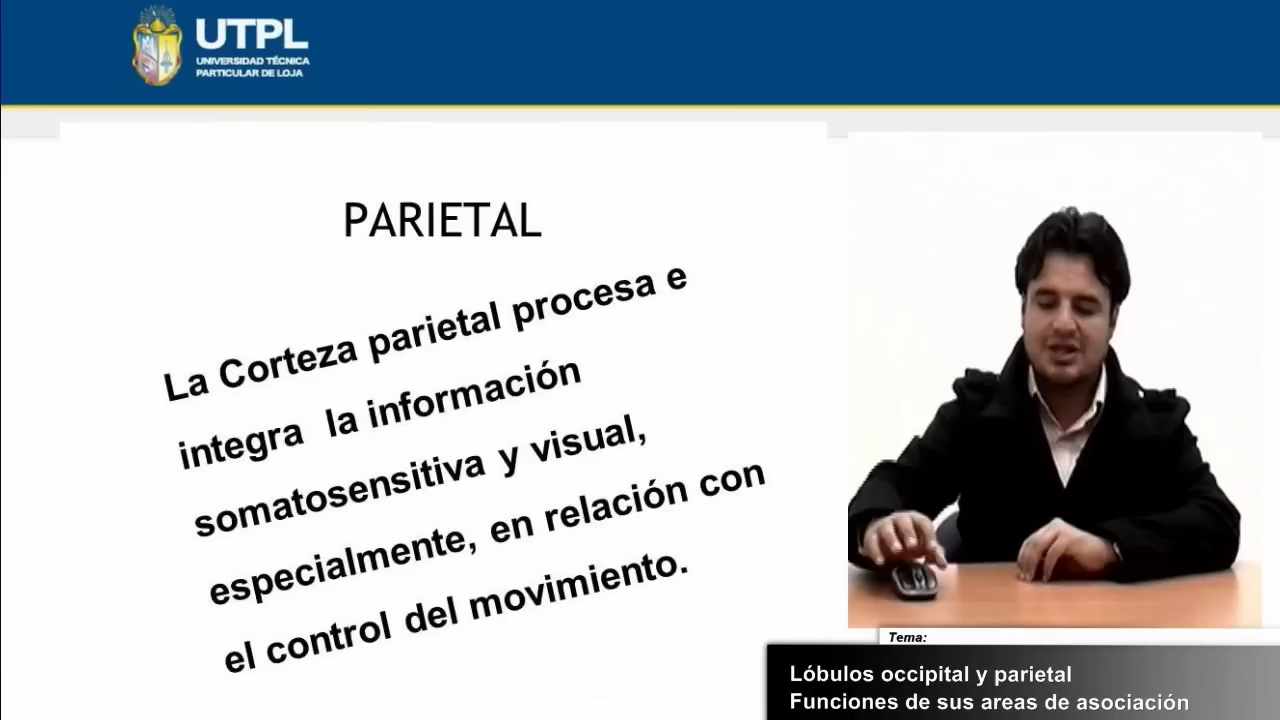 UTPL
UNIVERSIDAD TÉCNICA
PARTICULAR DE LOJA
PARIETAL
La Corteza parietal procesa e
integra la información
somatosensitiva y visual,
especialmente, en relación con
el control del movimiento.
Tema:
Lóbulos occipital y parietal
Funciones de sus areas de asociación